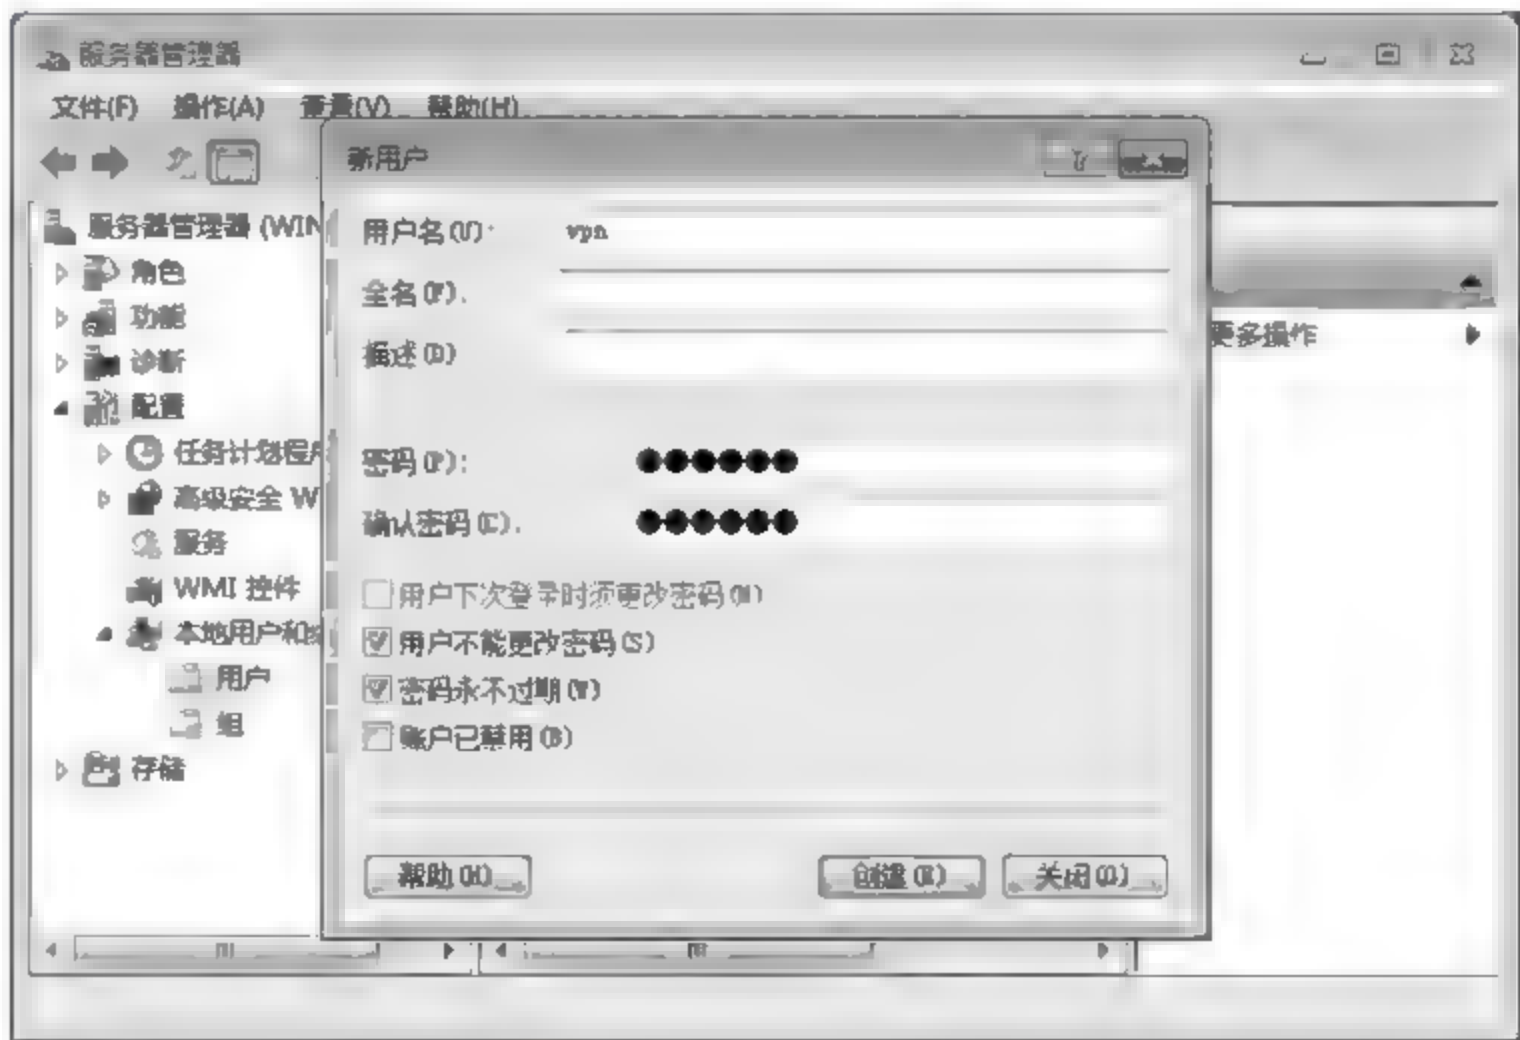 服务器管理器
文件(F) 操作(A) 查看(V) 帮助(H)
服务器管理器 (WIN
角色
功能
诊断
配置
任务计划程序
高级安全 W
服务
WMI 控件
本地用户和组
用户
组
存储
新用户
用户名(U):
vpn
全名(F):
描述(D)
密码(P):
●●●●●●
确认密码(C):
●●●●●●
用户下次登录时须更改密码(M)
用户不能更改密码(S)
密码永不过期(W)
账户已禁用(B)
帮助(H)
创建(E)
关闭(O)
更多操作